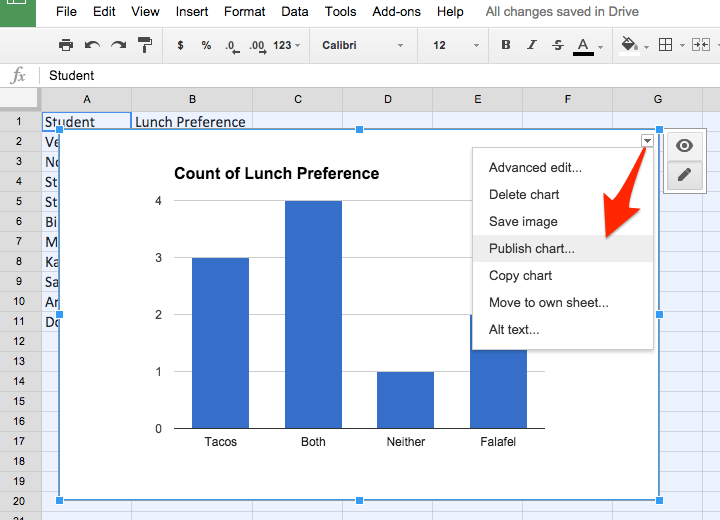 File Edit View Insert Format Data Tools Add-ons Help All changes saved in Drive
$ % .0 .00 123 Calibri 12 B I S A
fx Student
A B C D E F G
1 Student Lunch Preference
2 Ve
3 No
4 St
5 St
6 Bi
7 M
8 Ka
9 Sa
10 Ar
11 Do
12
13
14
15
16
17
18
19
20
Count of Lunch Preference
4
3
2
1
0
Tacos Both Neither Falafel
Advanced edit...
Delete chart
Save image
Publish chart...
Copy chart
Move to own sheet...
Alt text...